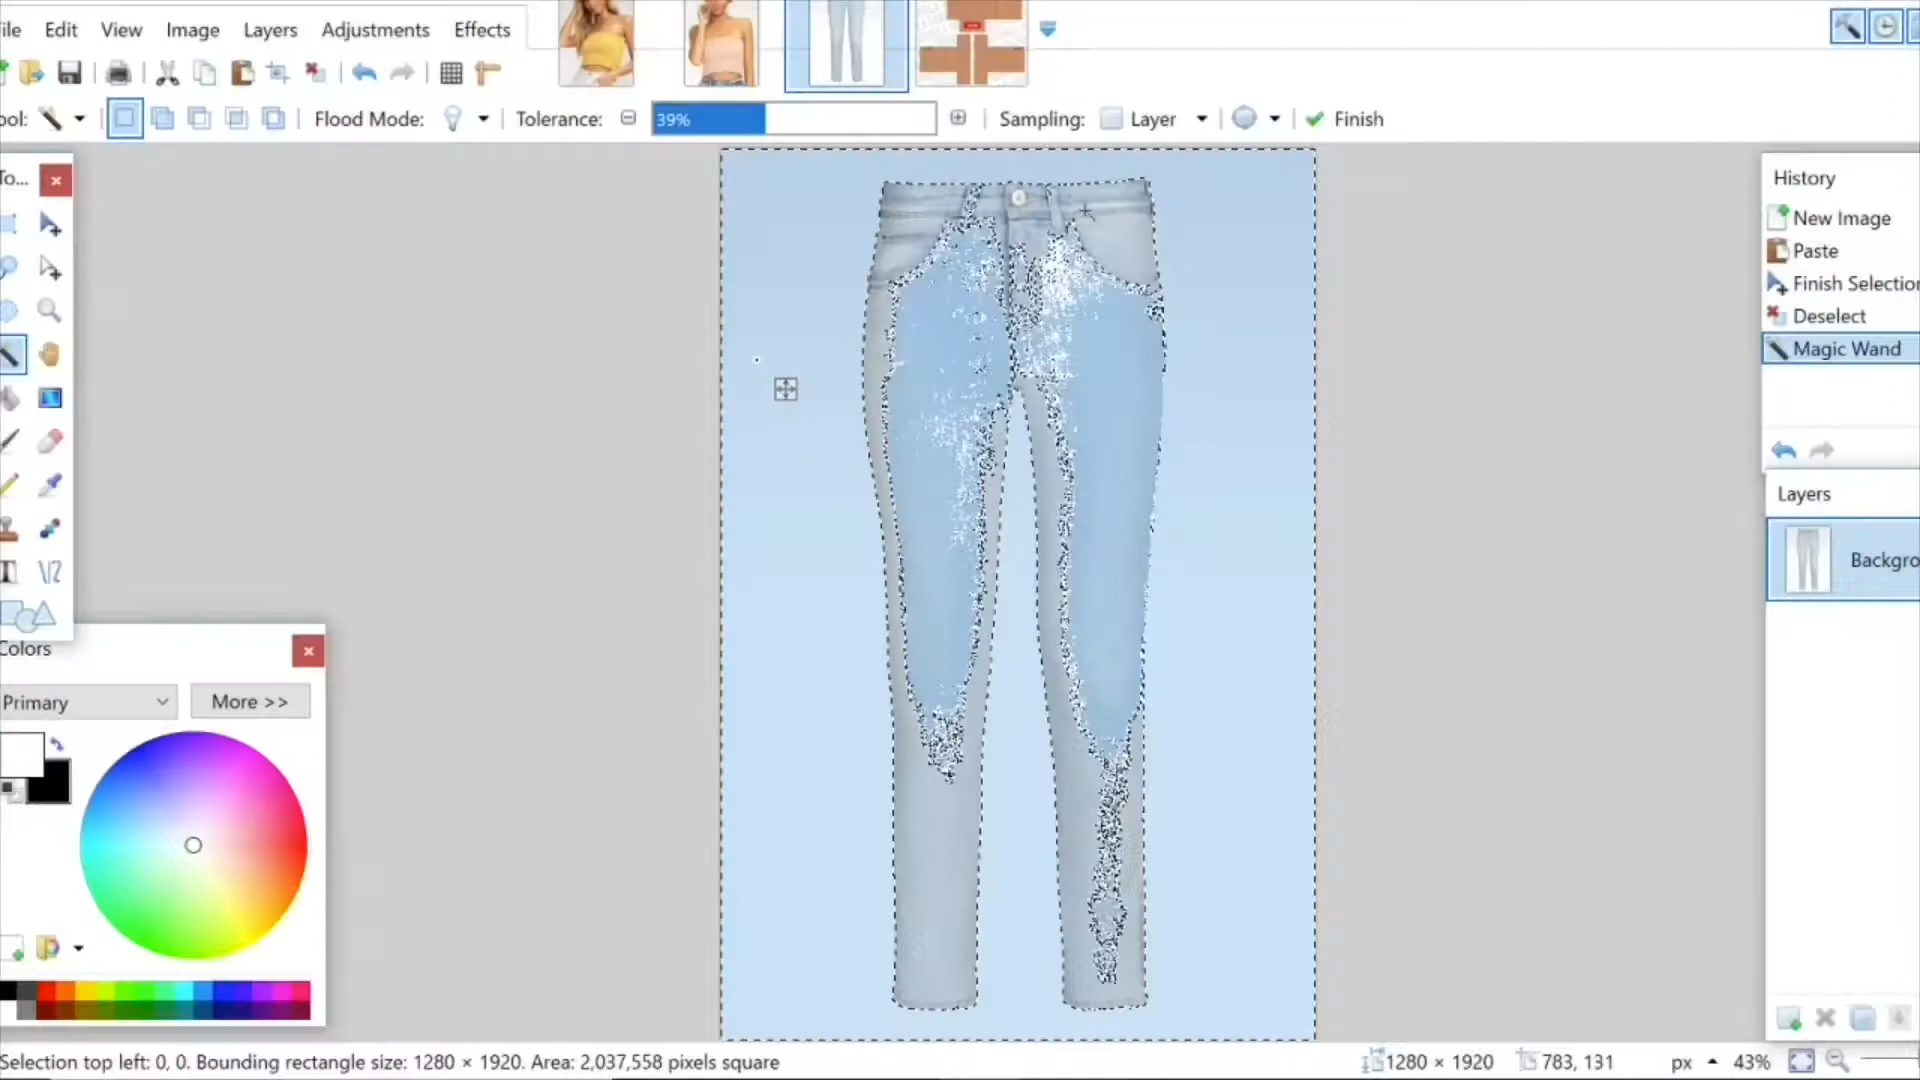 ile Edit View Image Layers Adjustments Effects
ool: Flood Mode: Tolerance: 39% Sampling: Layer Finish
To...
History
New Image
Paste
Finish Selection
Deselect
Magic Wand
Layers
Backgro
Colors
Primary More >>
Selection top left: 0, 0. Bounding rectangle size: 1280 × 1920. Area: 2,037,558 pixels square 1280 × 1920 783, 131 px 43%